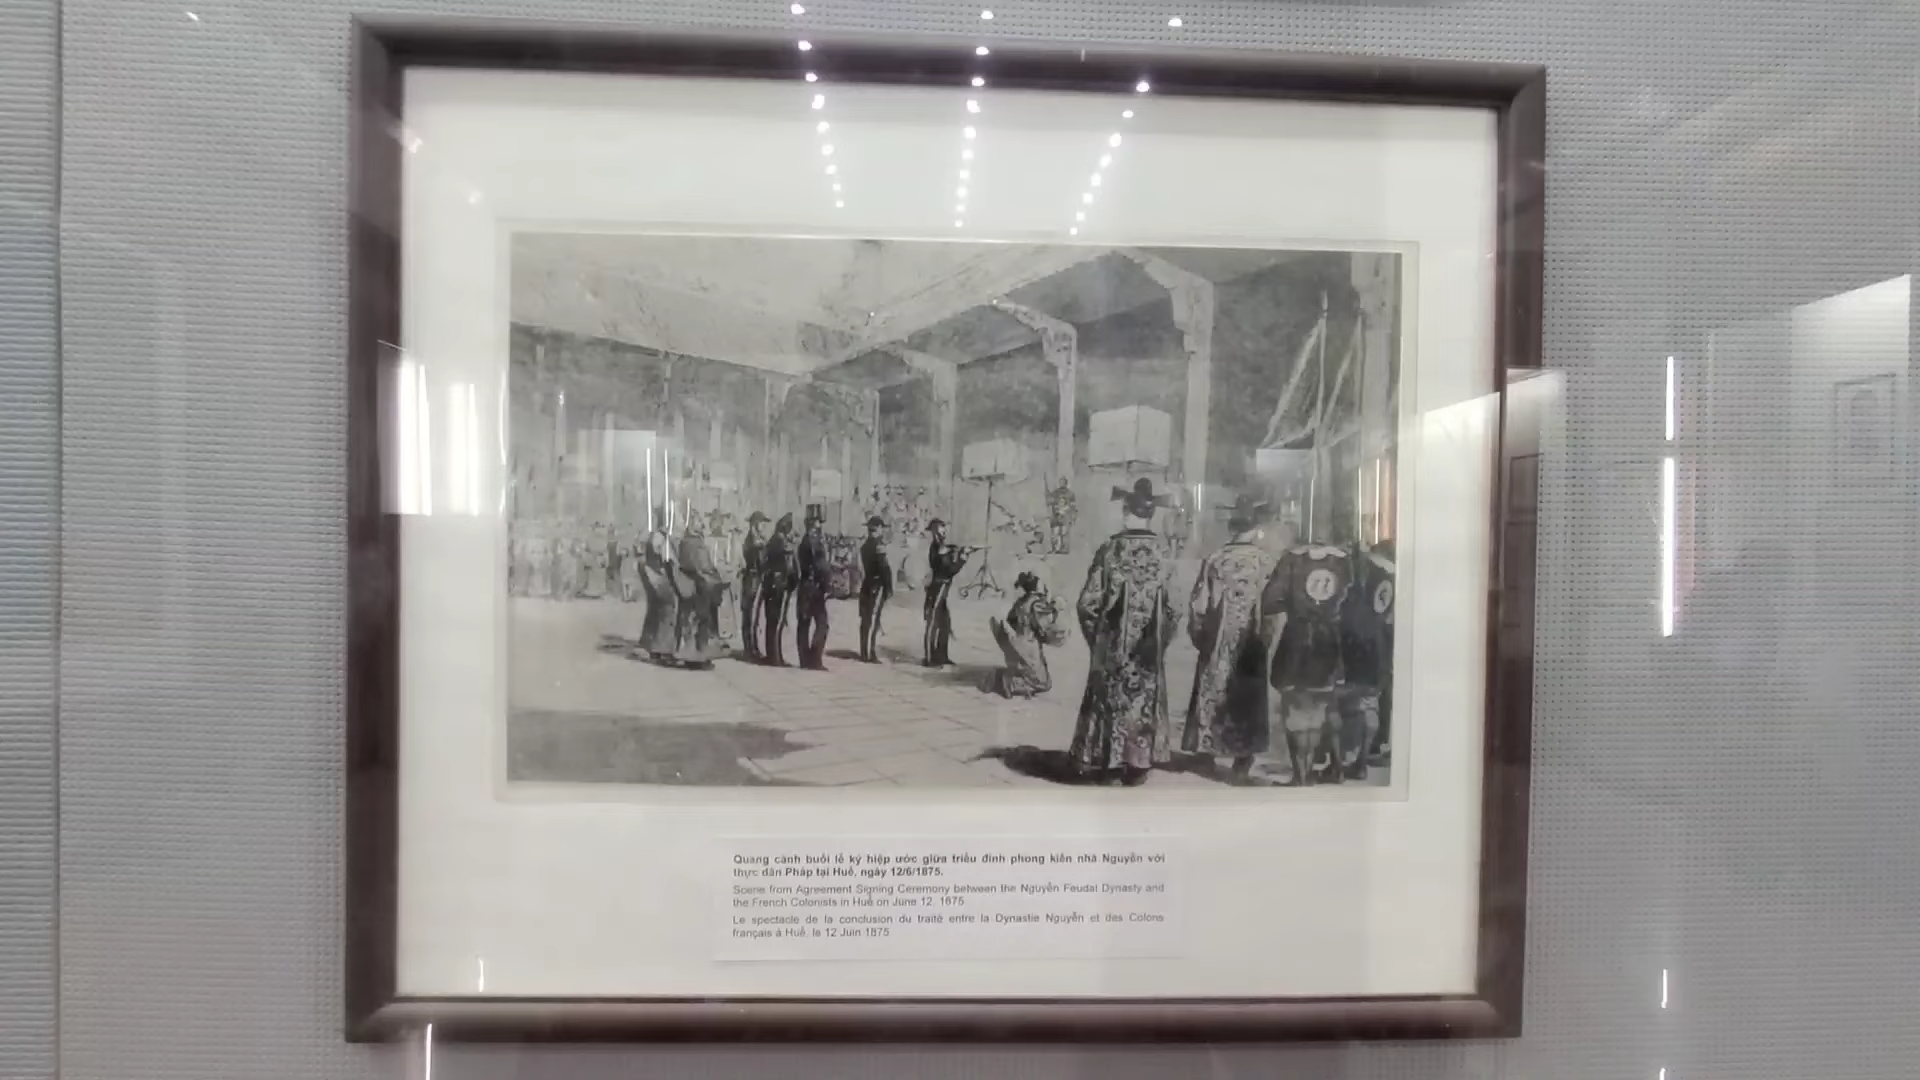 Quang cảnh buổi lễ ký hiệp ước giữa triều đình phong kiến nhà Nguyễn với
thực dân Pháp tại Huế, ngày 12/6/1875.
Scene from Agreement Signing Ceremony between the Nguyễn Feudal Dynasty and
the French Colonists in Huế on June 12, 1875
Le spectacle de la conclusion du traité entre la Dynastie Nguyễn et des Colons
français à Huế, le 12 Juin 1875